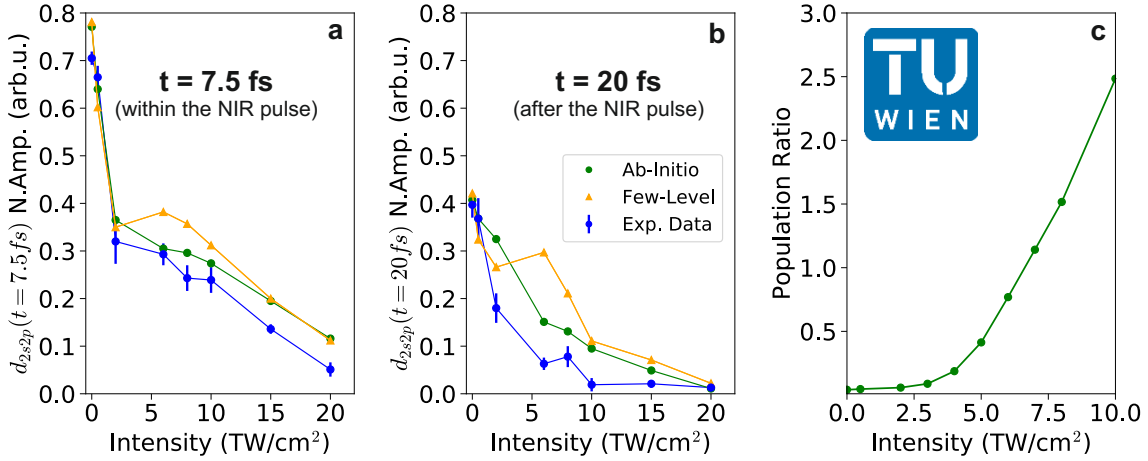 a
t = 7.5 fs
(within the NIR pulse)
d_{2s2p}(t = 7.5fs) N.Amp. (arb.u.)
0.8
0.7
0.6
0.5
0.4
0.3
0.2
0.1
0.0
0 5 10 15 20
Intensity (TW/cm²)
b
t = 20 fs
(after the NIR pulse)
Ab-Initio
Few-Level
Exp. Data
d_{2s2p}(t = 20fs) N.Amp. (arb.u.)
0.8
0.7
0.6
0.5
0.4
0.3
0.2
0.1
0.0
0 5 10 15 20
Intensity (TW/cm²)
c
TU
WIEN
Population Ratio
3.0
2.5
2.0
1.5
1.0
0.5
0.0 2.5 5.0 7.5 10.0
Intensity (TW/cm²)